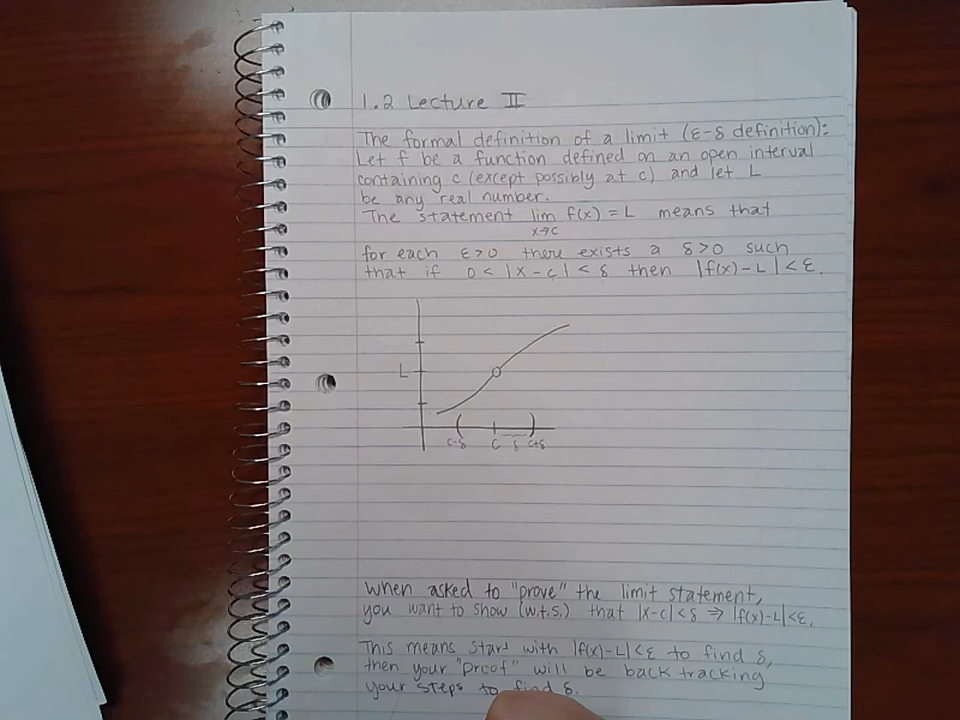 1.2 Lecture II
The formal definition of a limit (ε-δ definition):
Let f be a function defined on an open interval
containing c (except possibly at c) and let L
be any real number.
The statement lim f(x) = L means that
x→c
for each ε>0 there exists a δ>0 such
that if 0 < |x-c| < δ then |f(x)-L| < ε.
L
c-δ c δ c+δ
When asked to "prove" the limit statement,
you want to show (w.t.s.) that |x-c|<δ ⇒ |f(x)-L|<ε.
This means start with |f(x)-L|<ε to find δ,
then your "proof" will be back tracking
your steps to find δ.